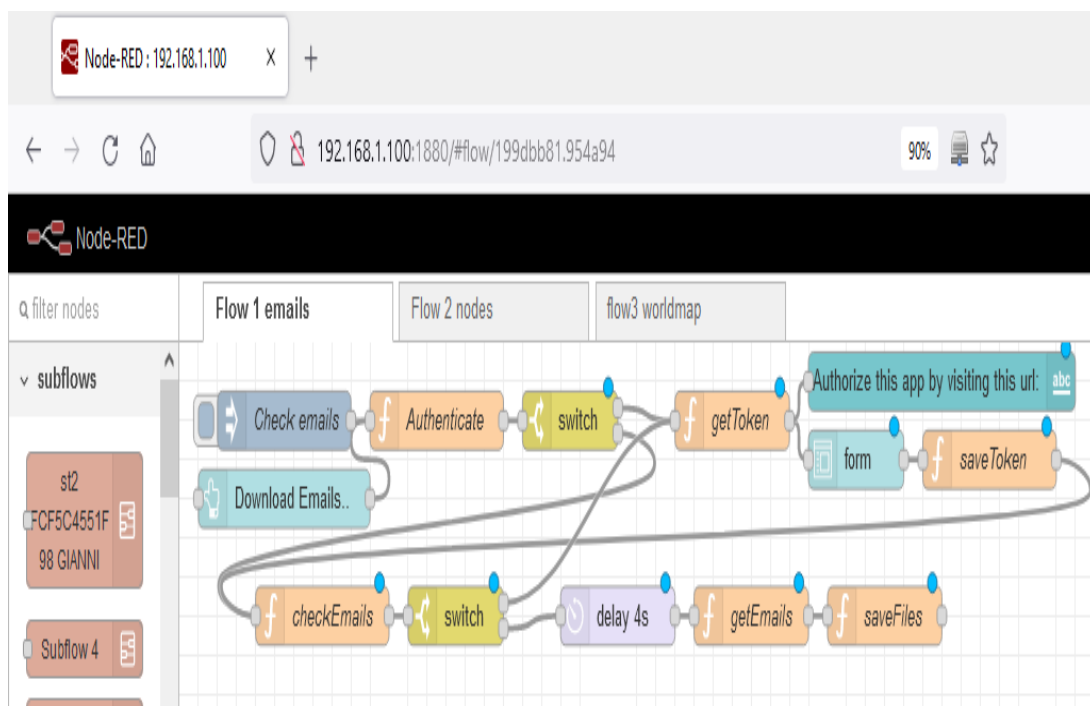 Node-RED : 192.168.1.100
192.168.1.100:1880/#flow/199dbb81.954a94
90%
Node-RED
filter nodes
Flow 1 emails
Flow 2 nodes
flow3 worldmap
subflows
st2
FCF5C4551F
98 GIANNI
Subflow 4
Check emails
Authenticate
switch
getToken
Authorize this app by visiting this url:
abc
Download Emails..
form
saveToken
checkEmails
switch
delay 4s
getEmails
saveFiles